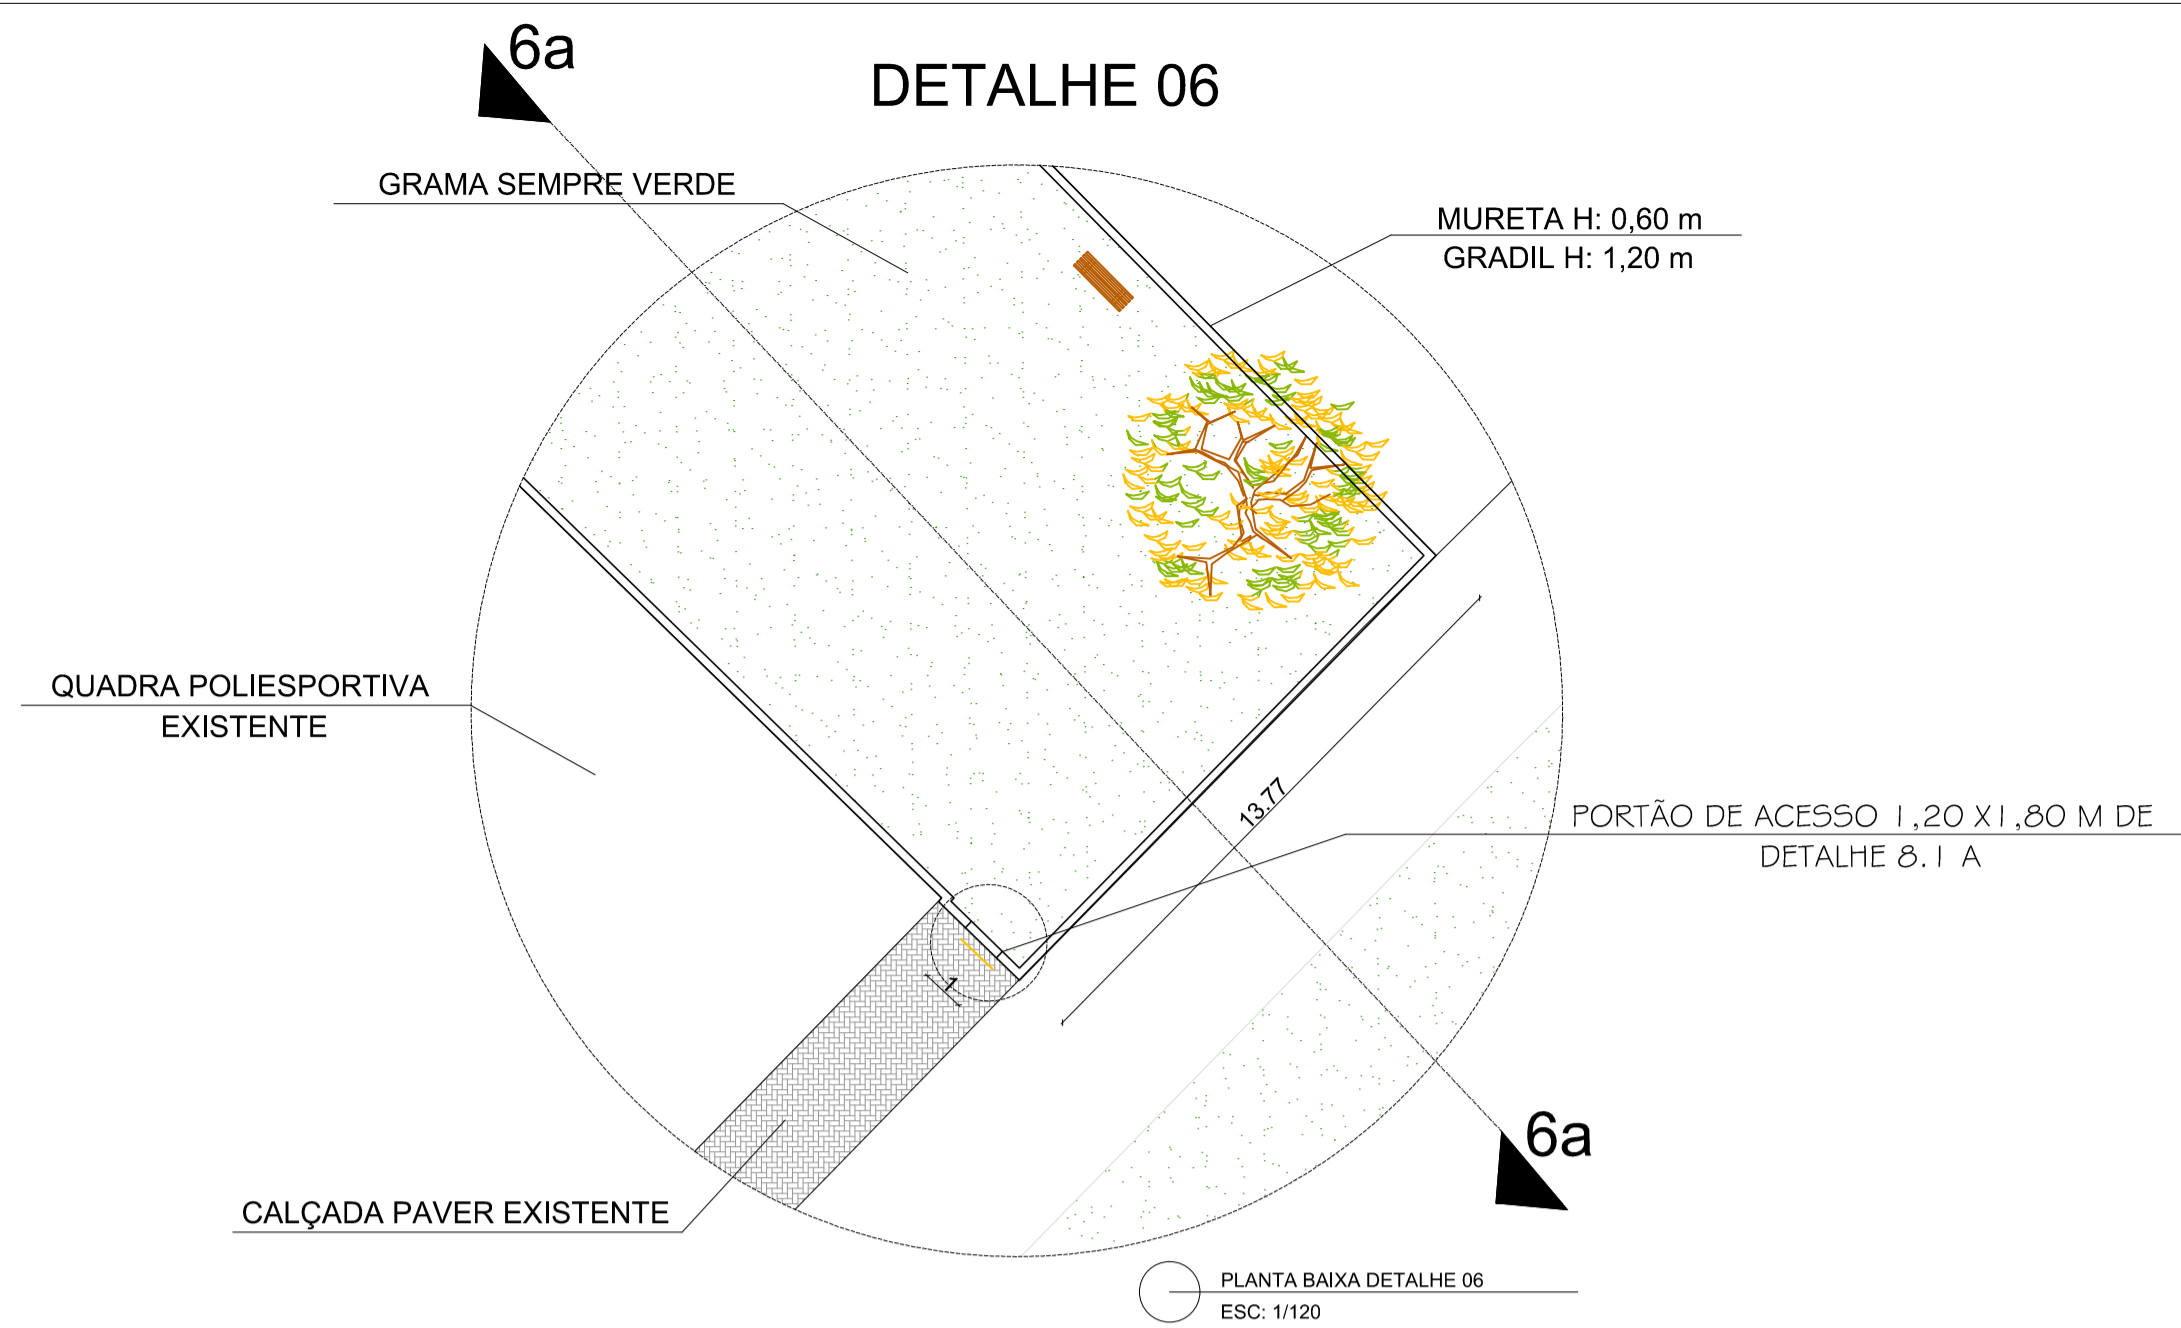 6a
DETALHE 06
GRAMA SEMPRE VERDE
MURETA H: 0,60 m
GRADIL H: 1,20 m
QUADRA POLIESPORTIVA
EXISTENTE
13.77
PORTÃO DE ACESSO 1,20 X1,80 M DE
DETALHE 8.1 A
1
6a
CALÇADA PAVER EXISTENTE
PLANTA BAIXA DETALHE 06
ESC: 1/120